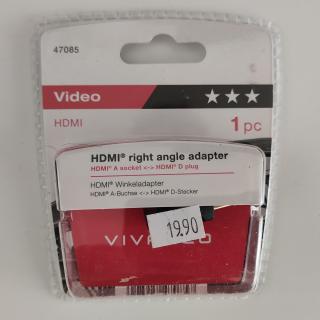 47085
Video
HDMI
1 pc
HDMI® right angle adapter
HDMI® A socket <-> HDMI® D plug
HDMI® Winkeladapter
HDMI® A-Buchse <-> HDMI® D-Stecker
19.90